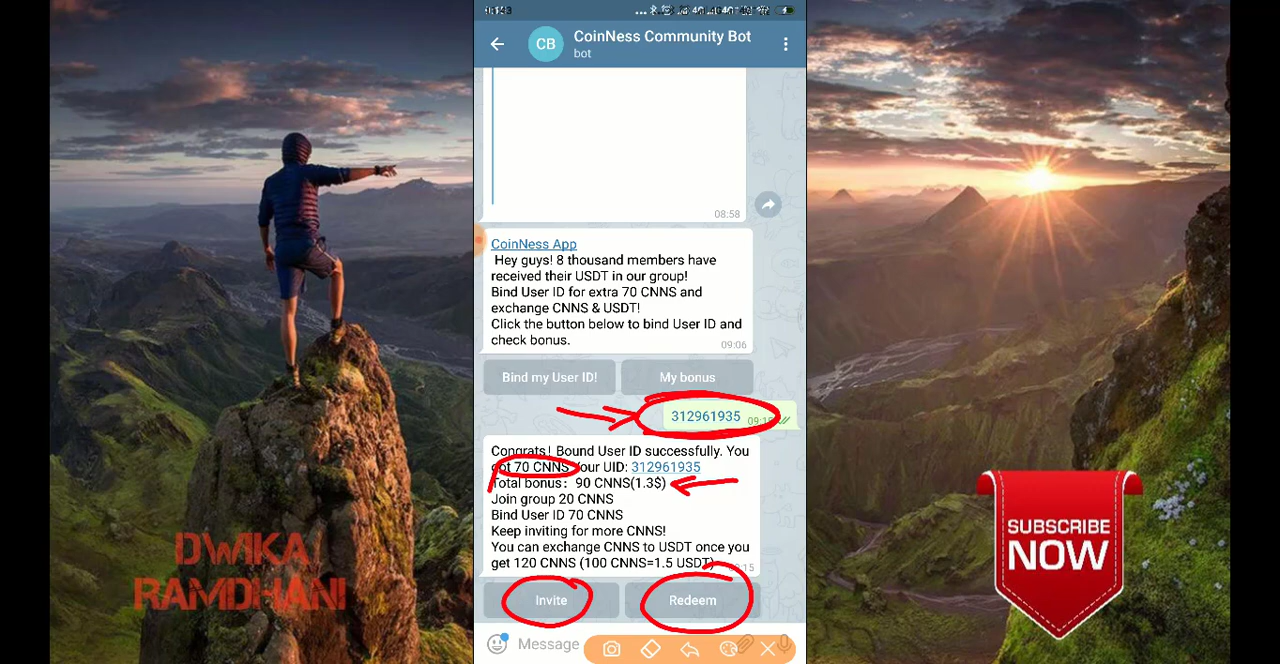 CoinNess Community Bot
CB
bot
08:58
CoinNess App
Hey guys! 8 thousand members have
received their USDT in our group!
Bind User ID for extra 70 CNNS and
exchange CNNS & USDT!
Click the button below to bind User ID and
check bonus.
09:06
Bind my User ID!
My bonus
312961935
Congrats! Bound User ID successfully. You
got 70 CNNS Your UID: 312961935
Total bonus: 90 CNNS(1.3$)
Join group 20 CNNS
Bind User ID 70 CNNS
Keep inviting for more CNNS!
You can exchange CNNS to USDT once you
get 120 CNNS (100 CNNS=1.5 USDT)
Invite
Redeem
Message
DWIKA
RAMDHANI
SUBSCRIBE
NOW